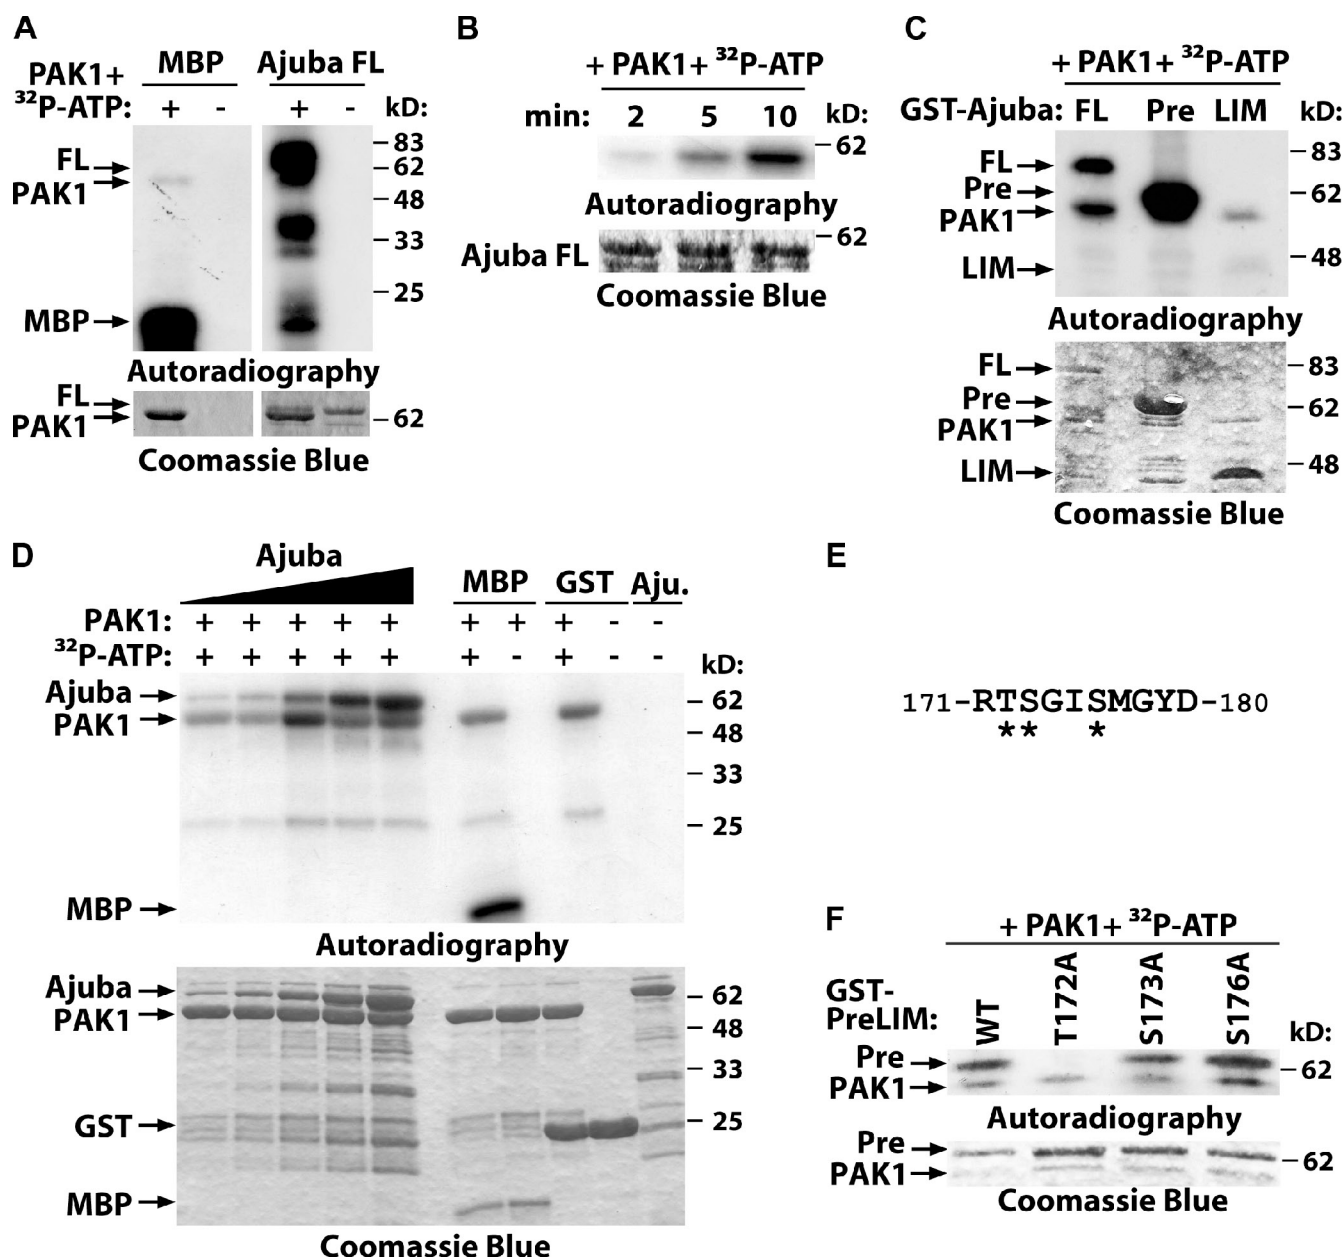 A
PAK1+
³²P-ATP:
MBP
Ajuba FL
+ - + -
kD:
FL
PAK1
MBP
83
62
48
33
25
Autoradiography
FL
PAK1
62
Coomassie Blue
B
+ PAK1+ ³²P-ATP
min: 2 5 10 kD:
62
Autoradiography
62
Ajuba FL
Coomassie Blue
C
+ PAK1+ ³²P-ATP
GST-Ajuba: FL Pre LIM kD:
FL
Pre
PAK1
LIM
83
62
48
Autoradiography
FL
Pre
PAK1
LIM
83
62
48
Coomassie Blue
D
Ajuba
MBP GST Aju.
PAK1: + + + + + + + + - -
³²P-ATP: + + + + + + - + - -
kD:
Ajuba
PAK1
MBP
62
48
33
25
Autoradiography
Ajuba
PAK1
GST
MBP
62
48
33
25
Coomassie Blue
E
171-RTSGISMGYD-180
** *
F
+ PAK1+ ³²P-ATP
GST-
PreLIM:
WT T172A S173A S176A
kD:
Pre
PAK1
62
Autoradiography
Pre
PAK1
62
Coomassie Blue